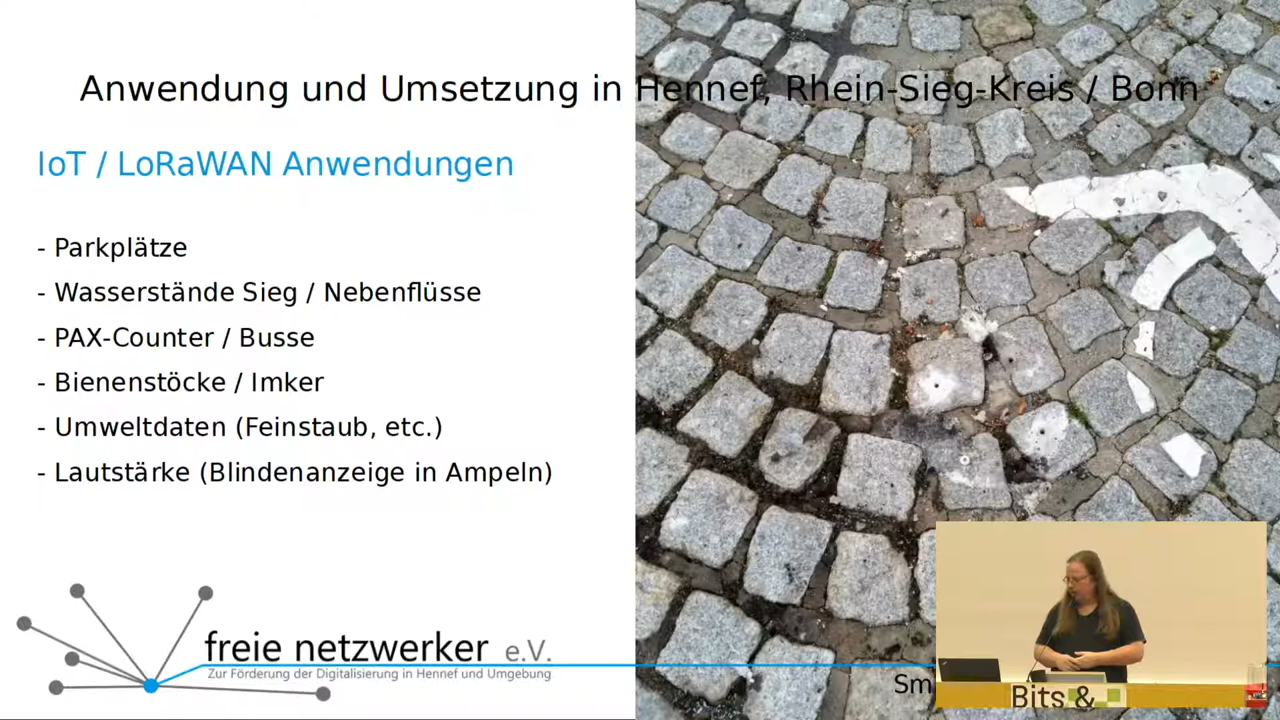 Anwendung und Umsetzung in Hennef, Rhein-Sieg-Kreis / Bonn
IoT / LoRaWAN Anwendungen
- Parkplätze
- Wasserstände Sieg / Nebenflüsse
- PAX-Counter / Busse
- Bienenstöcke / Imker
- Umweltdaten (Feinstaub, etc.)
- Lautstärke (Blindenanzeige in Ampeln)
freie netzwerker e.V.
Zur Förderung der Digitalisierung in Hennef und Umgebung
Sm
Bits &